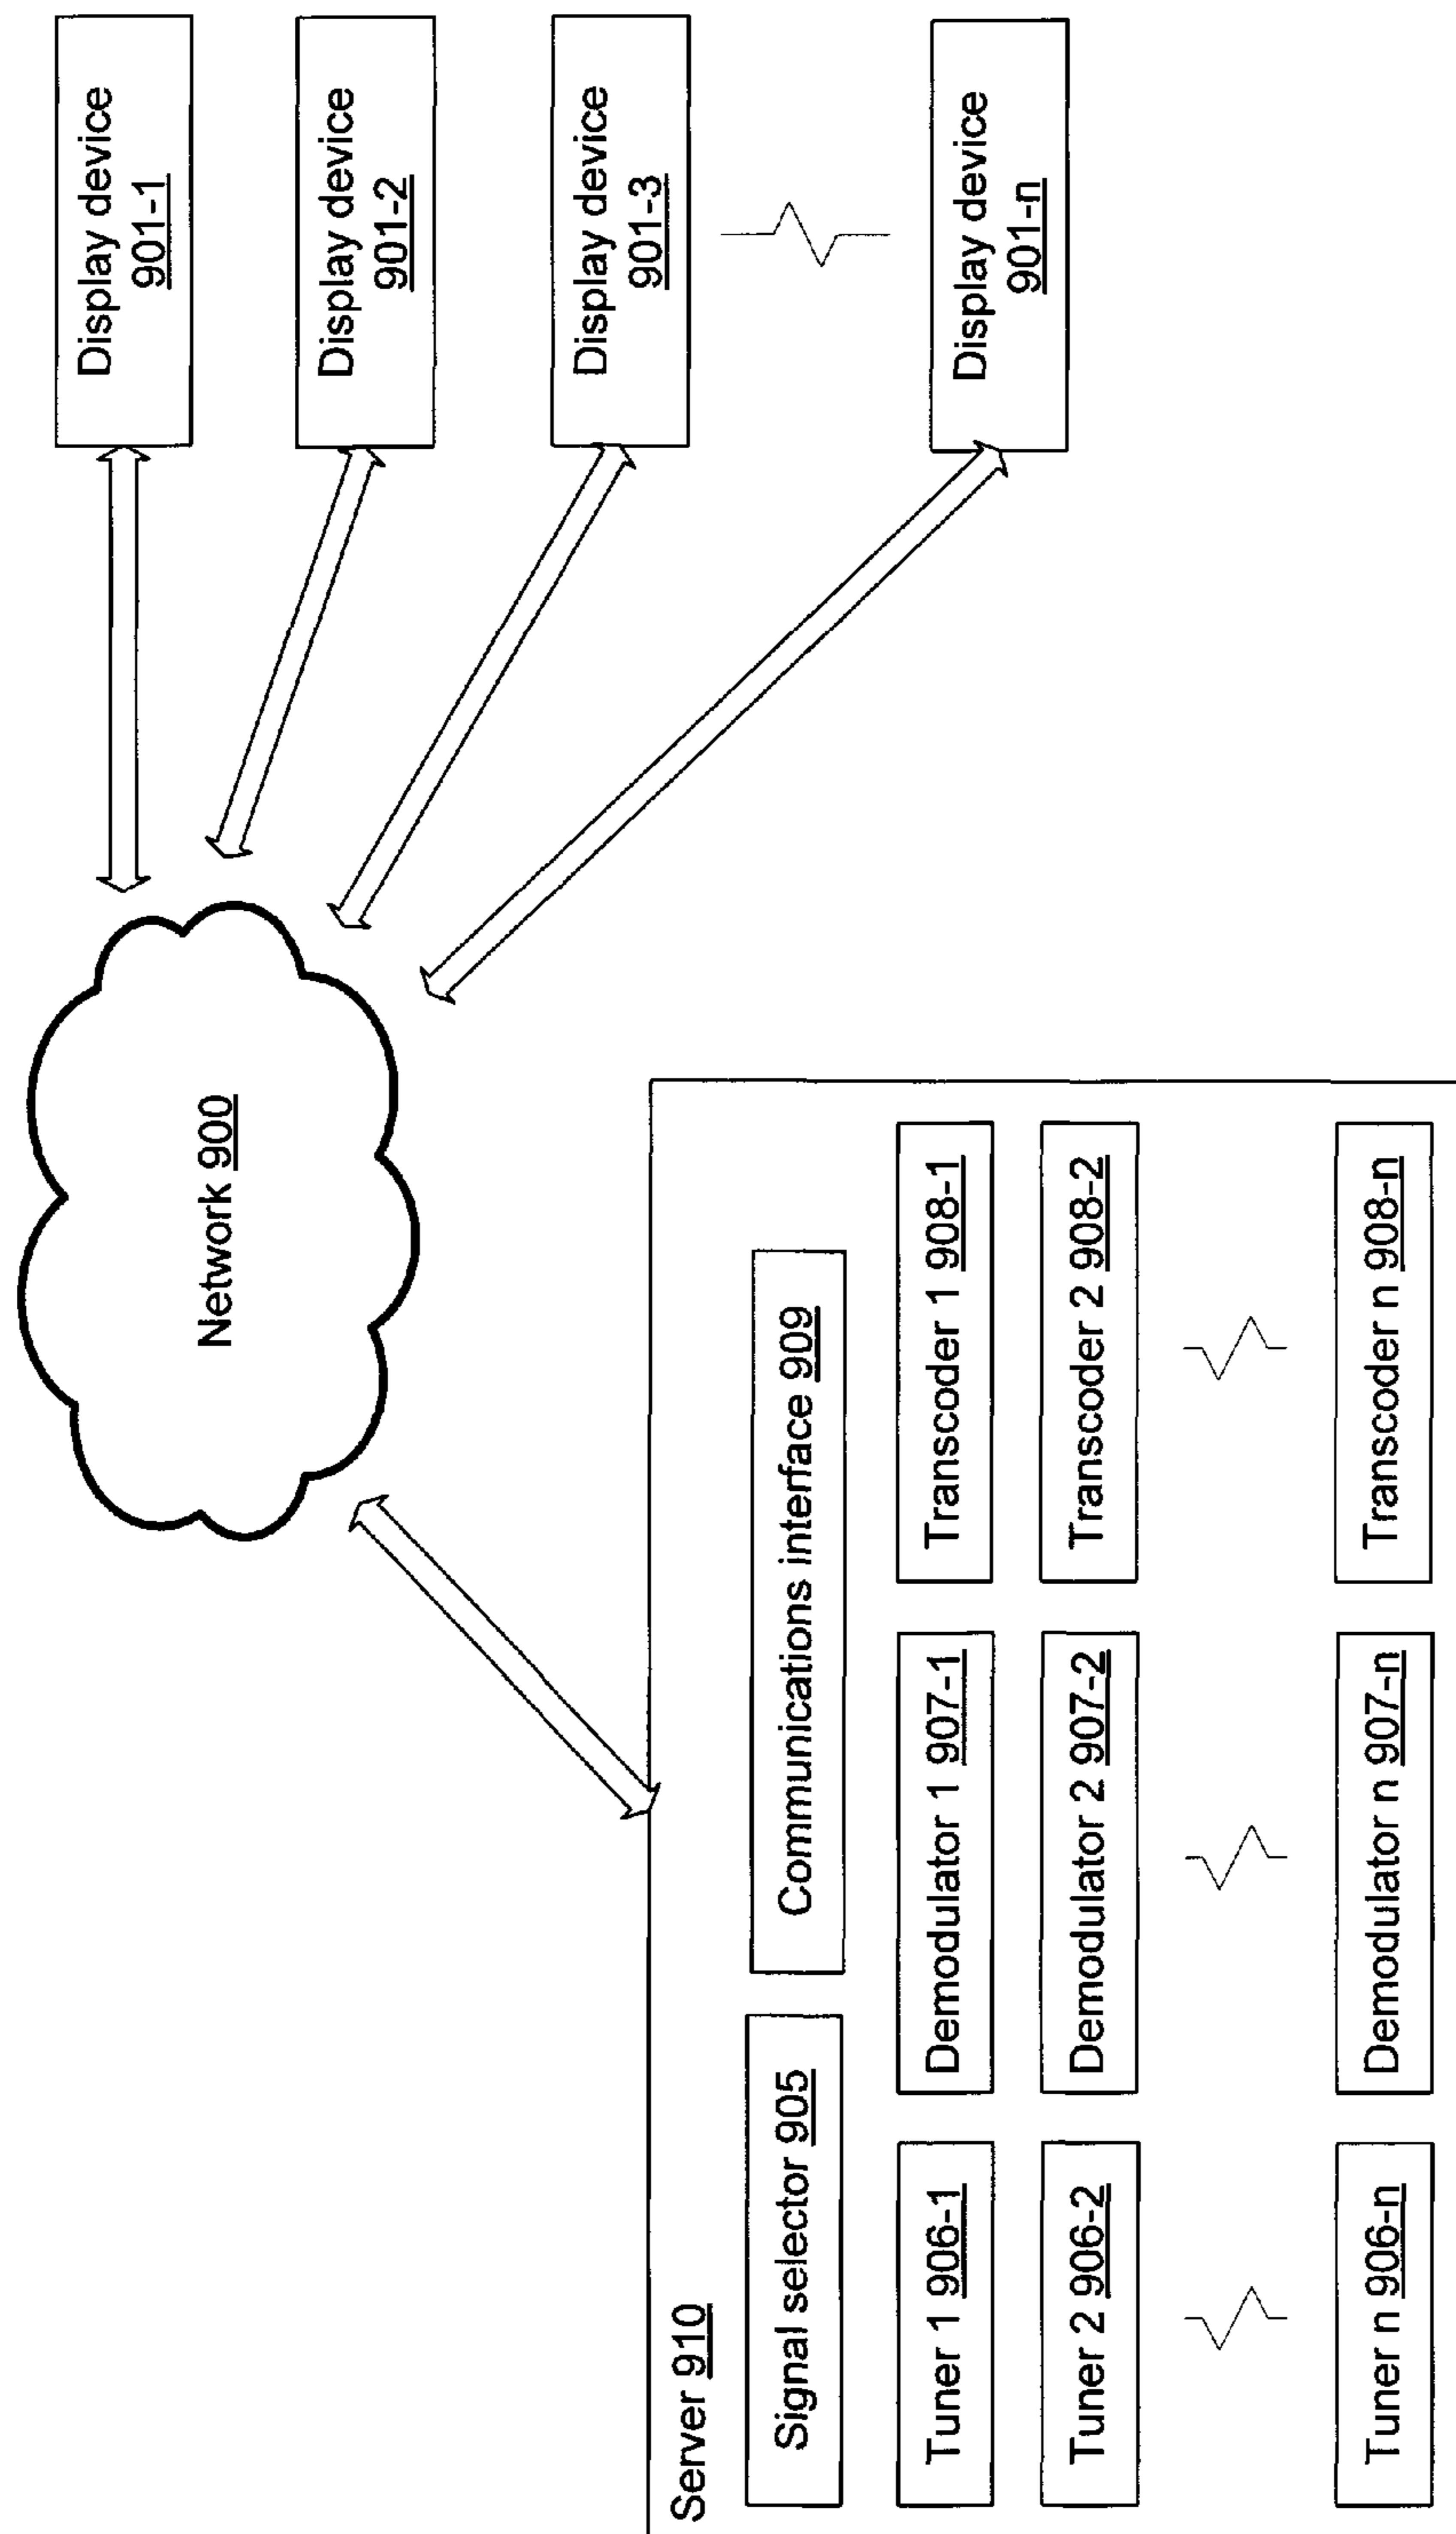 Display device
901-1
Display device
901-2
Display device
901-3
Display device
901-n
Network 900
Server 910
Signal selector 905
Communications interface 909
Tuner 1 906-1
Demodulator 1 907-1
Transcoder 1 908-1
Tuner 2 906-2
Demodulator 2 907-2
Transcoder 2 908-2
Tuner n 906-n
Demodulator n 907-n
Transcoder n 908-n